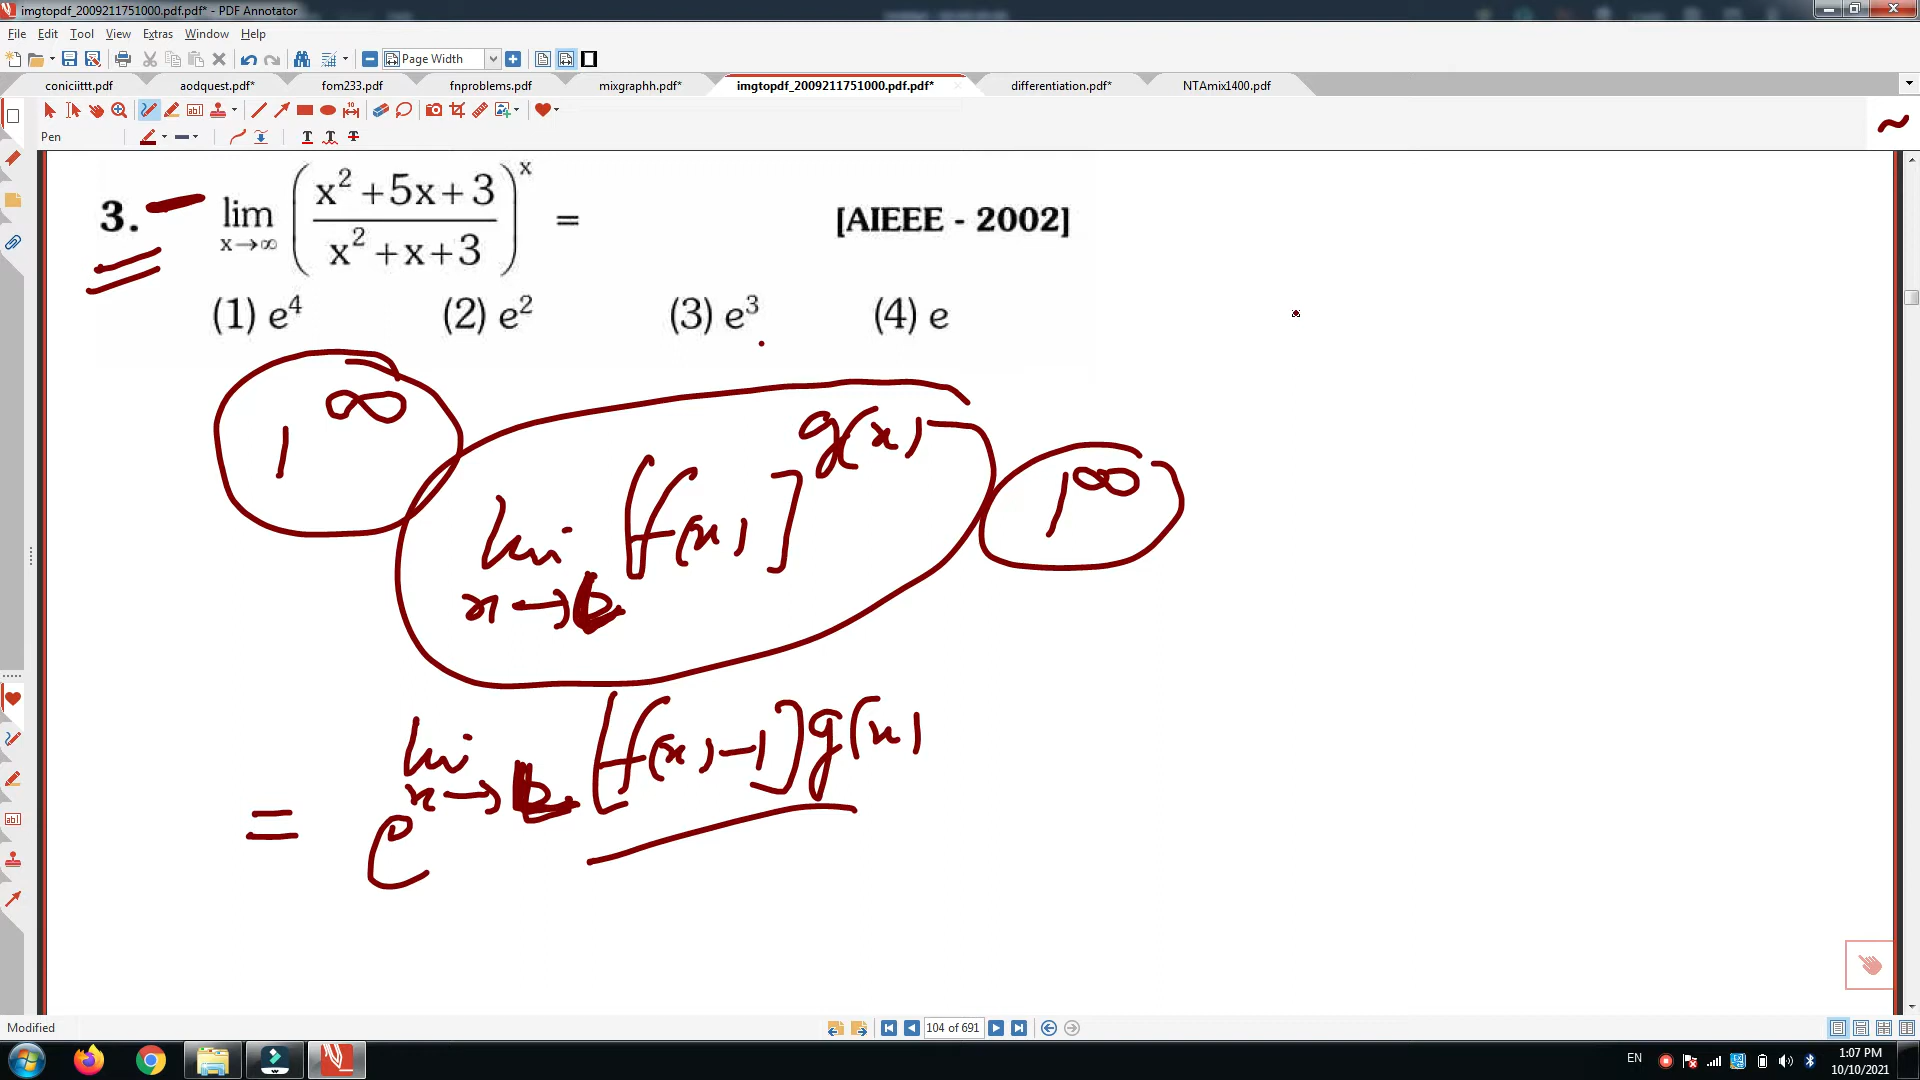 imgtopdf_2009211751000.pdf.pdf* - PDF Annotator
File Edit Tool View Extras Window Help
Page Width
coniciittt.pdf aodquest.pdf* fom233.pdf fnproblems.pdf mixgraphh.pdf* imgtopdf_2009211751000.pdf.pdf* differentiation.pdf* NTAmix1400.pdf
Pen
3. lim x→∞ ((x² + 5x + 3)/(x² + x + 3))^x = [AIEEE - 2002]
(1) e⁴ (2) e² (3) e³ (4) e
1^∞
lim x→ [f(x)]^g(x) 1^∞
= e^lim x→ [f(x)-1]g(x)
Modified 104 of 691
EN 1:07 PM
10/10/2021